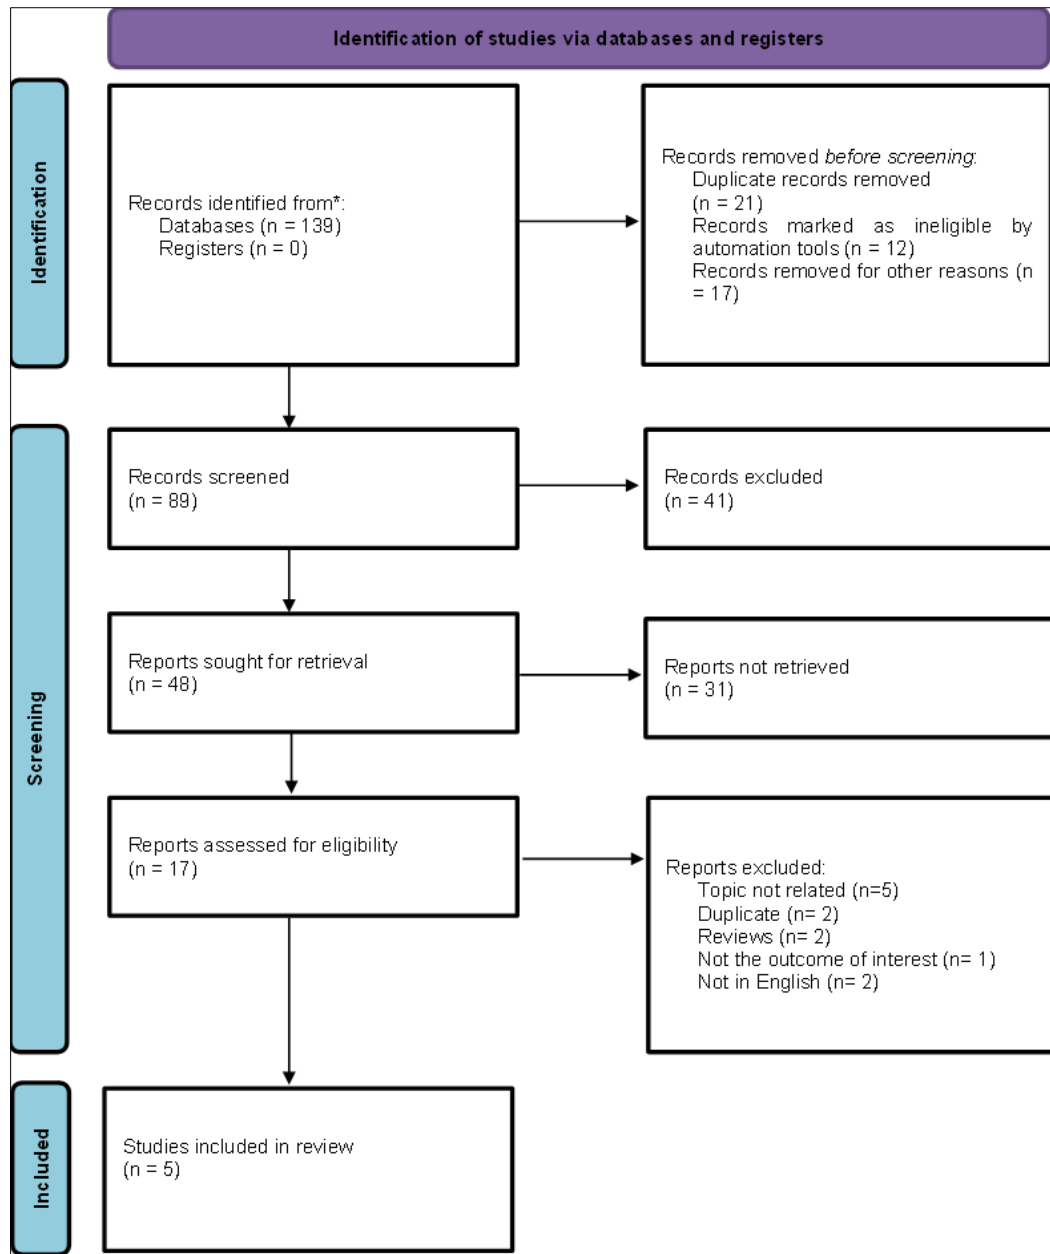 Identification of studies via databases and registers
Identification
Records identified from*:
Databases (n = 139)
Registers (n = 0)
Records removed before screening:
Duplicate records removed
(n = 21)
Records marked as ineligible by
automation tools (n = 12)
Records removed for other reasons (n
= 17)
Screening
Records screened
(n = 89)
Records excluded
(n = 41)
Reports sought for retrieval
(n = 48)
Reports not retrieved
(n = 31)
Reports assessed for eligibility
(n = 17)
Reports excluded:
Topic not related (n=5)
Duplicate (n= 2)
Reviews (n= 2)
Not the outcome of interest (n= 1)
Not in English (n= 2)
Included
Studies included in review
(n = 5)